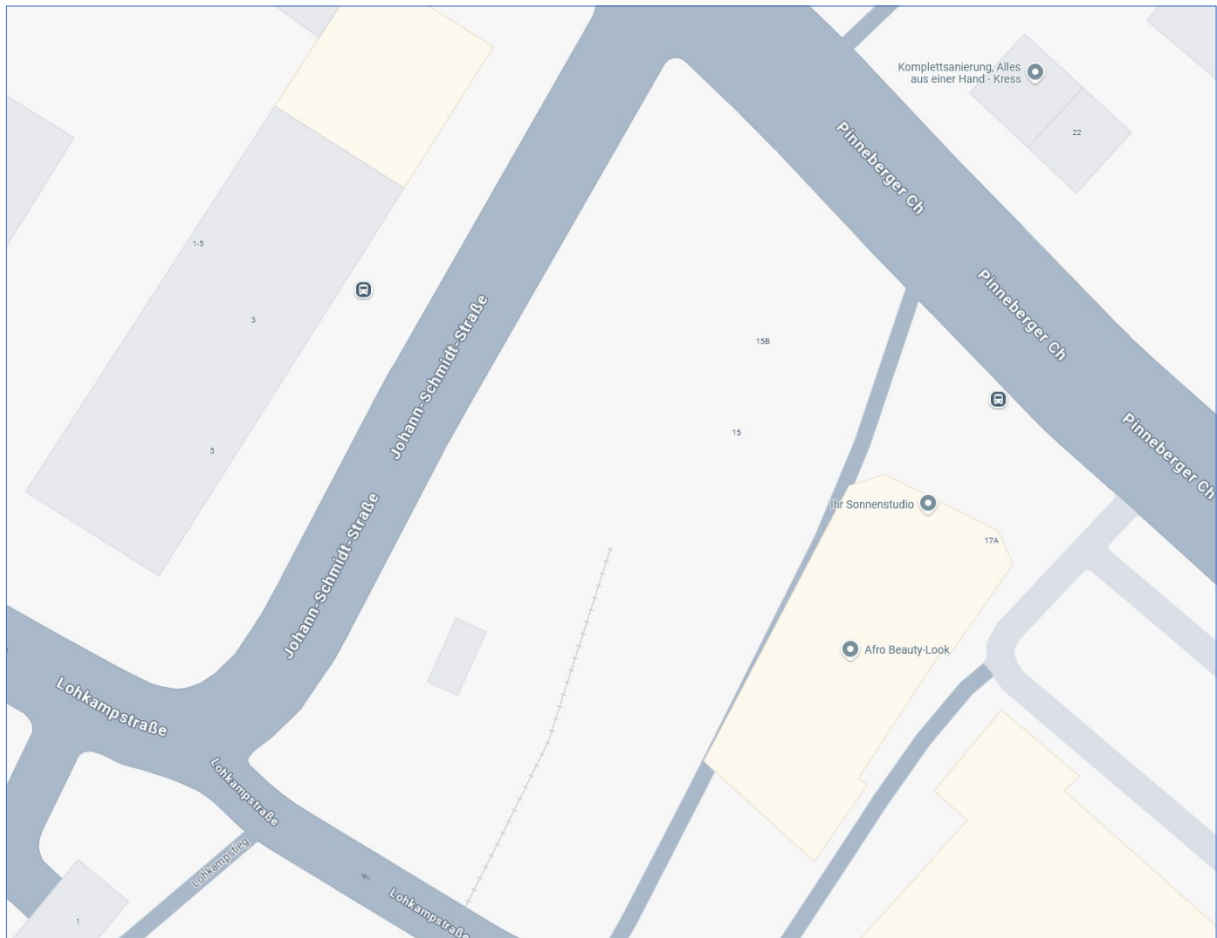 Komplettsanierung, Alles
aus einer Hand - Kress
22
Pinneberger Ch
1-5
3
Johann-Schmidt-Straße
Pinneberger Ch
15B
15
Pinneberger Ch
5
Ihr Sonnenstudio
17A
Johann-Schmidt-Straße
Afro Beauty-Look
Lohkampstraße
Lohkampstraße
Lohkampstieg
Lohkampstraße
1